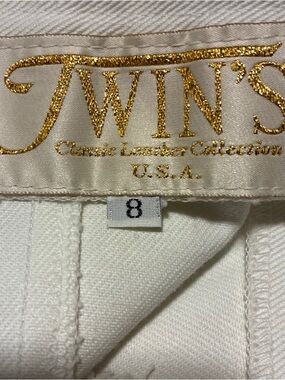 TWIN'S
Classic Leather Collection
U.S.A.
8